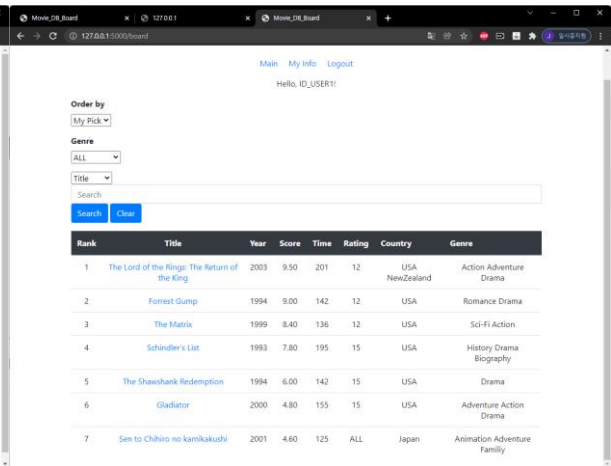 Movie_DB_Board
127.0.0.1
Movie_DB_Board
127.0.0.1:5000/board
J 일시중지됨
Main My Info Logout
Hello, ID_USER1!
Order by
My Pick
Genre
ALL
Title
Search
Search Clear
Rank Title Year Score Time Rating Country Genre
1 The Lord of the Rings: The Return of 2003 9.50 201 12 USA Action Adventure
the King NewZealand Drama
2 Forrest Gump 1994 9.00 142 12 USA Romance Drama
3 The Matrix 1999 8.40 136 12 USA Sci-Fi Action
4 Schindler's List 1993 7.80 195 15 USA History Drama
Biography
5 The Shawshank Redemption 1994 6.00 142 15 USA Drama
6 Gladiator 2000 4.80 155 15 USA Adventure Action
Drama
7 Sen to Chihiro no kamikakushi 2001 4.60 125 ALL Japan Animation Adventure
Familiy